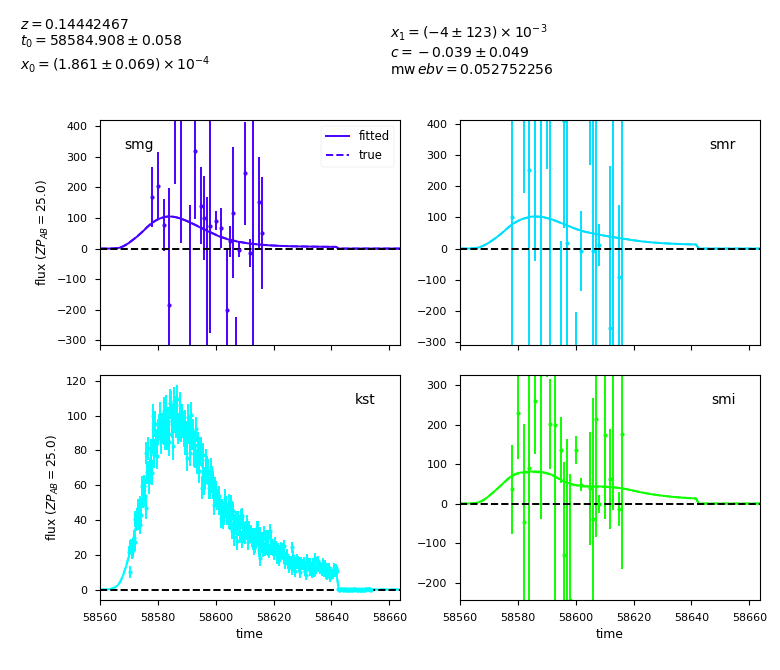 z = 0.14442467
t₀ = 58584.908 ± 0.058
x₀ = (1.861 ± 0.069) × 10⁻⁴
x₁ = (−4 ± 123) × 10⁻³
c = −0.039 ± 0.049
mw ebv = 0.052752256
400
300
200
100
0
−100
−200
−300
flux (ZP_AB = 25.0)
smg
fitted
true
400
300
200
100
0
−100
−200
−300
smr
120
100
80
60
40
20
0
flux (ZP_AB = 25.0)
kst
58560
58580
58600
58620
58640
58660
time
300
200
100
0
−100
−200
smi
58560
58580
58600
58620
58640
58660
time